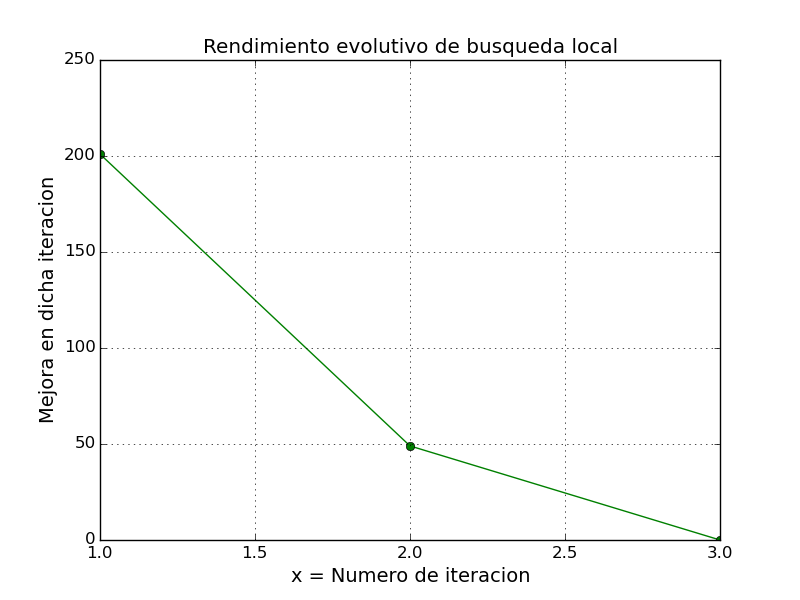 Rendimiento evolutivo de busqueda local
250
200
150
100
50
0
Mejora en dicha iteracion
1.0 1.5 2.0 2.5 3.0
x = Numero de iteracion